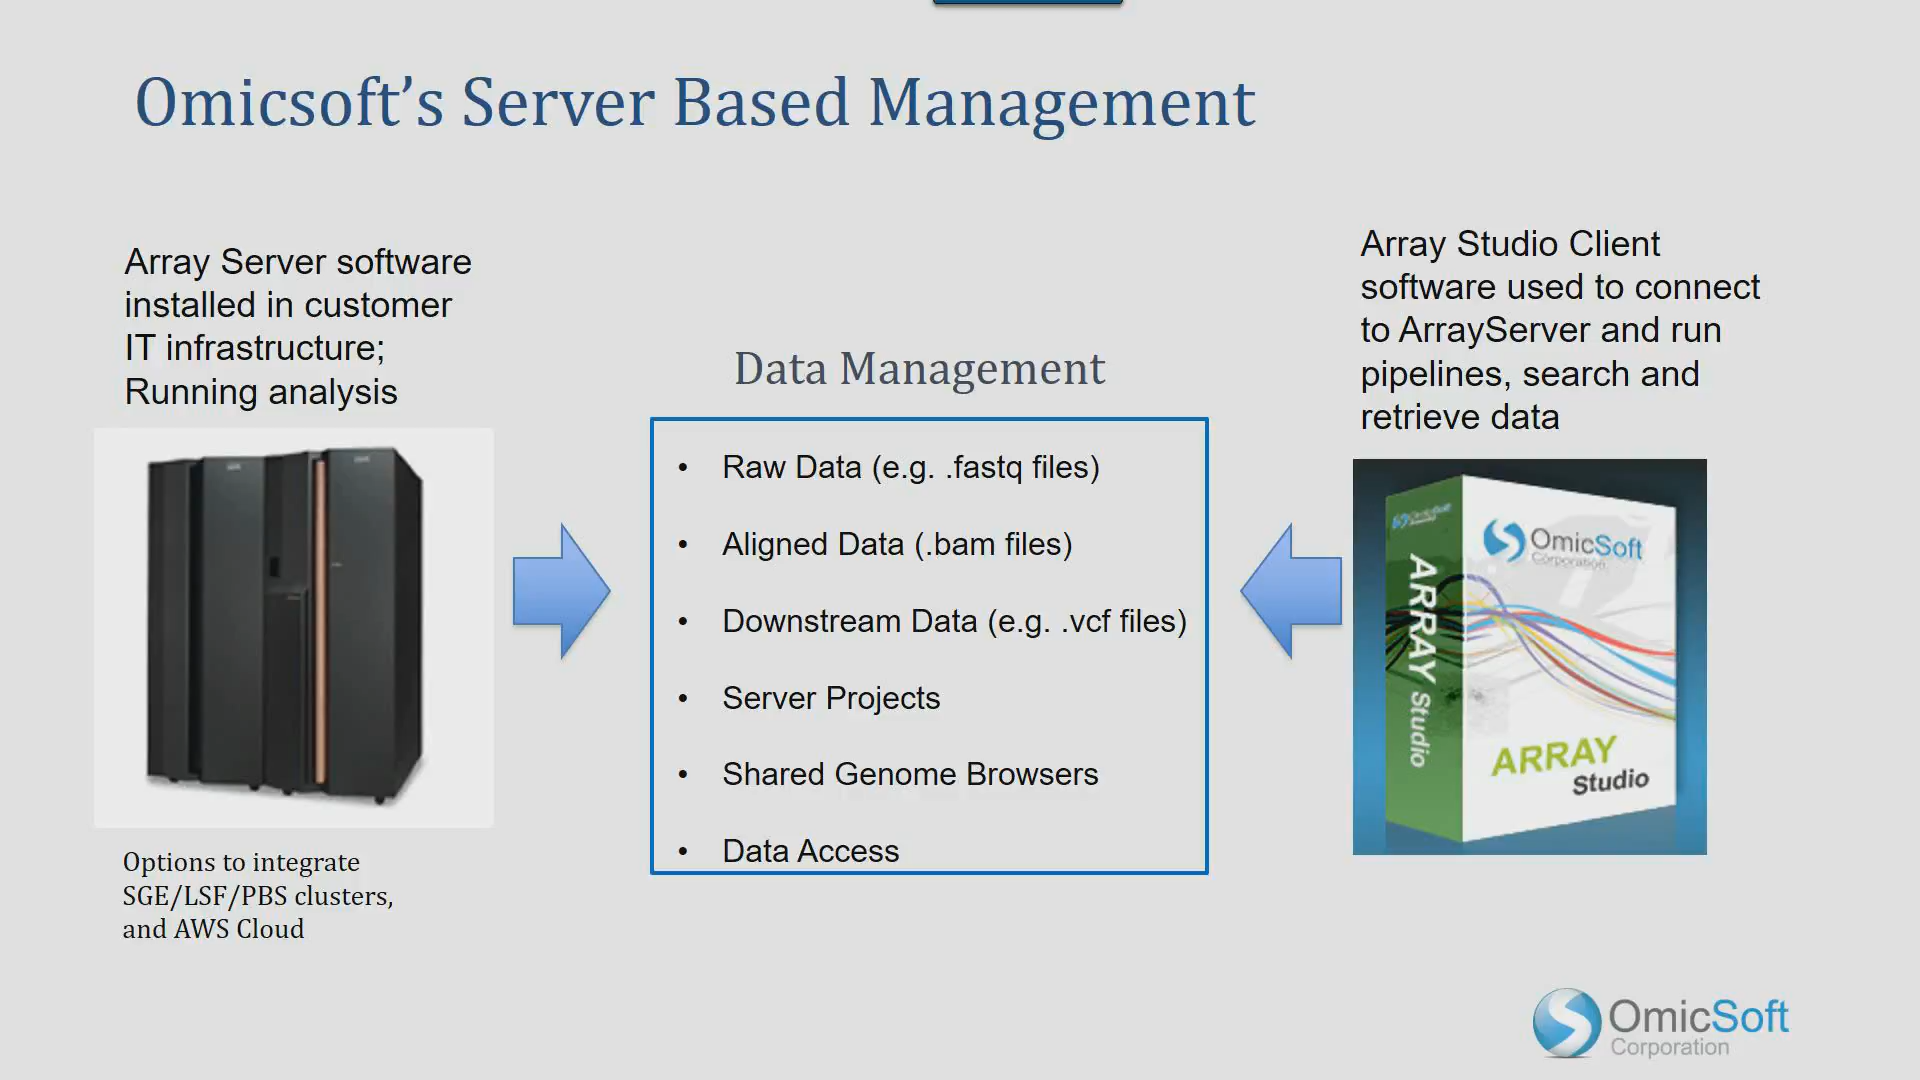 Omicsoft’s Server Based Management
Array Server software
installed in customer
IT infrastructure;
Running analysis
Options to integrate
SGE/LSF/PBS clusters,
and AWS Cloud
Data Management
• Raw Data (e.g. .fastq files)
• Aligned Data (.bam files)
• Downstream Data (e.g. .vcf files)
• Server Projects
• Shared Genome Browsers
• Data Access
Array Studio Client
software used to connect
to ArrayServer and run
pipelines, search and
retrieve data
ARRAY Studio
OmicSoft
Corporation
ARRAY
Studio
OmicSoft
Corporation